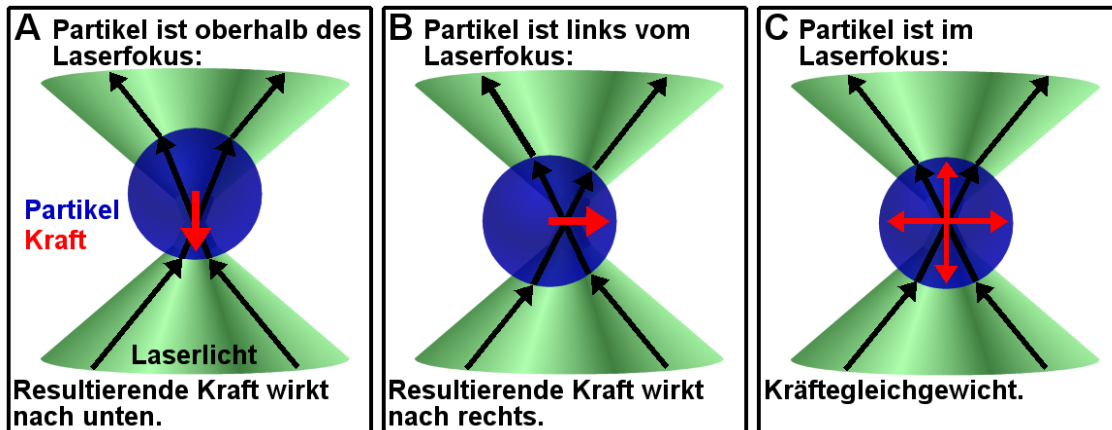 A Partikel ist oberhalb des
Laserfokus:
Partikel
Kraft
Laserlicht
Resultierende Kraft wirkt
nach unten.
B Partikel ist links vom
Laserfokus:
Resultierende Kraft wirkt
nach rechts.
C Partikel ist im
Laserfokus:
Kräftegleichgewicht.